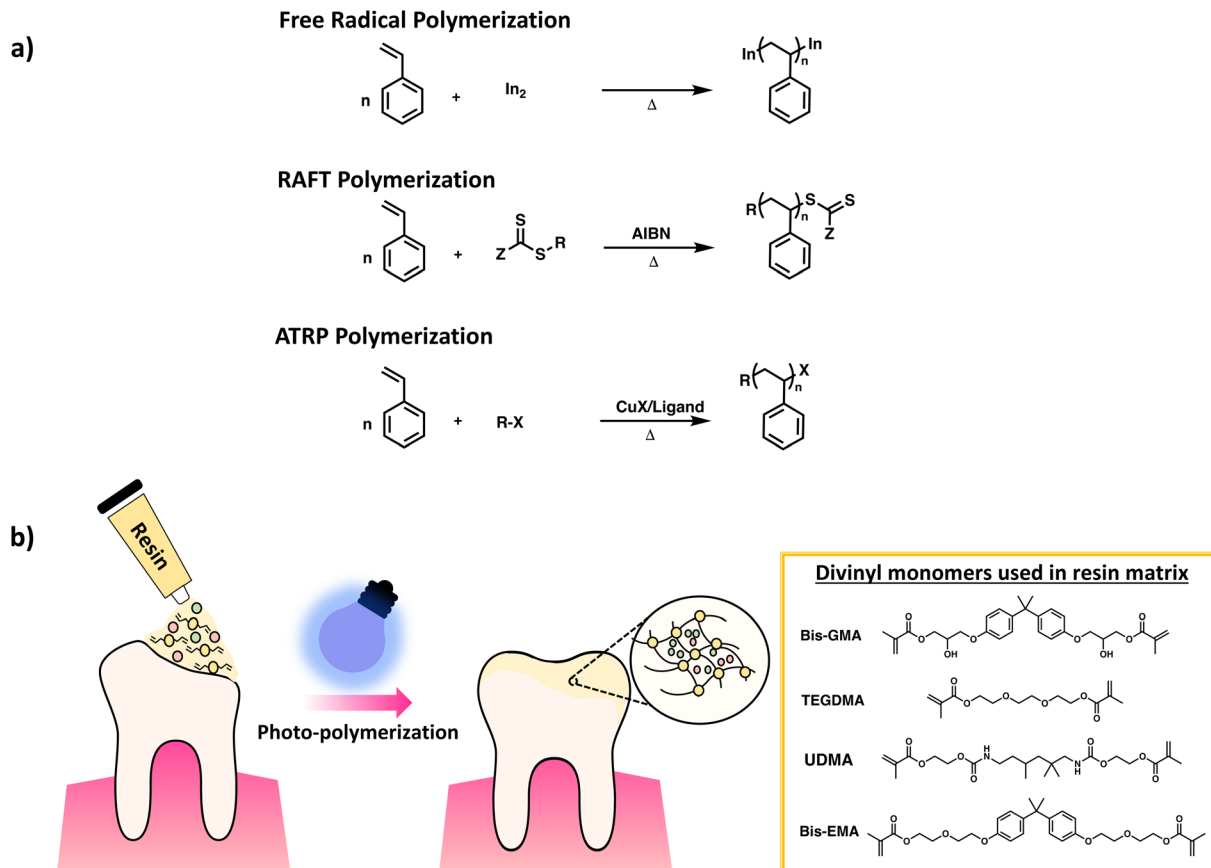 a)
Free Radical Polymerization
n
+
In₂
Δ
In
In
n
RAFT Polymerization
n
+
Z
S
S
R
AIBN
Δ
R
n
S
S
Z
ATRP Polymerization
n
+
R-X
CuX/Ligand
Δ
R
n
X
b)
Resin
Photo-polymerization
Divinyl monomers used in resin matrix
Bis-GMA
O
O
OH
O
O
OH
O
O
TEGDMA
O
O
O
O
O
O
UDMA
O
O
O
O
H
N
N
H
O
O
O
O
Bis-EMA
O
O
O
O
O
O
O
O